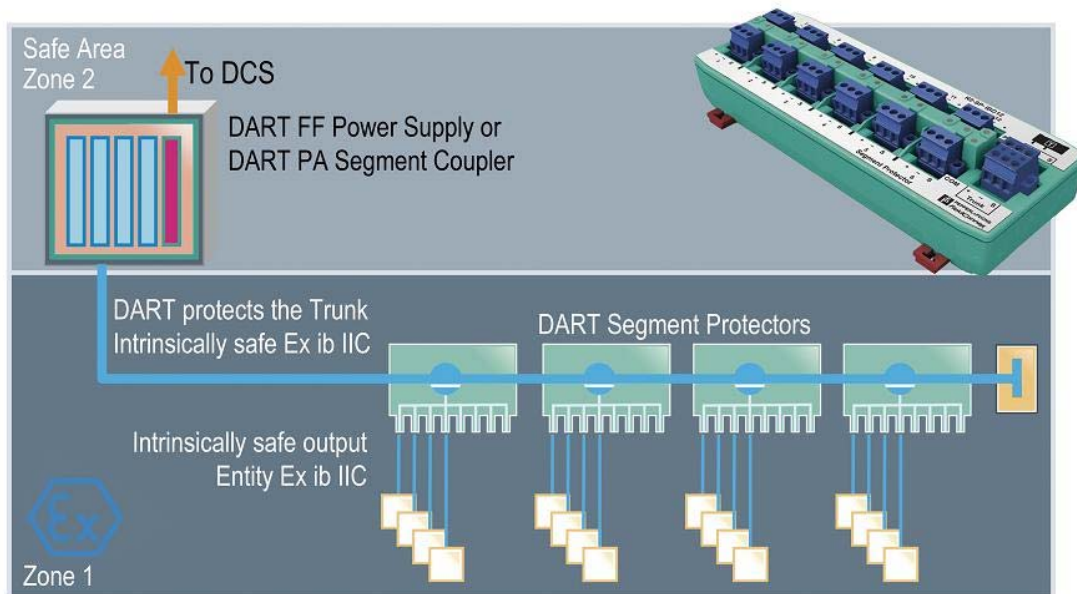 Safe Area
Zone 2
To DCS
DART FF Power Supply or
DART PA Segment Coupler
Segment Protector
COM
Trunk
DART protects the Trunk
Intrinsically safe Ex ib IIC
DART Segment Protectors
Intrinsically safe output
Entity Ex ib IIC
Ex
Zone 1